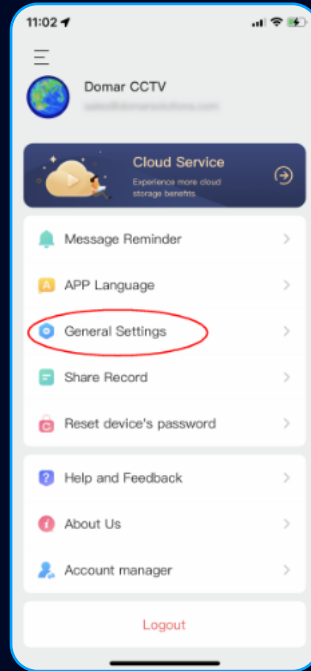 11:02
Domar CCTV
Cloud Service
Experience more cloud
storage benefits.
Message Reminder
APP Language
General Settings
Share Record
Reset device's password
Help and Feedback
About Us
Account manager
Logout